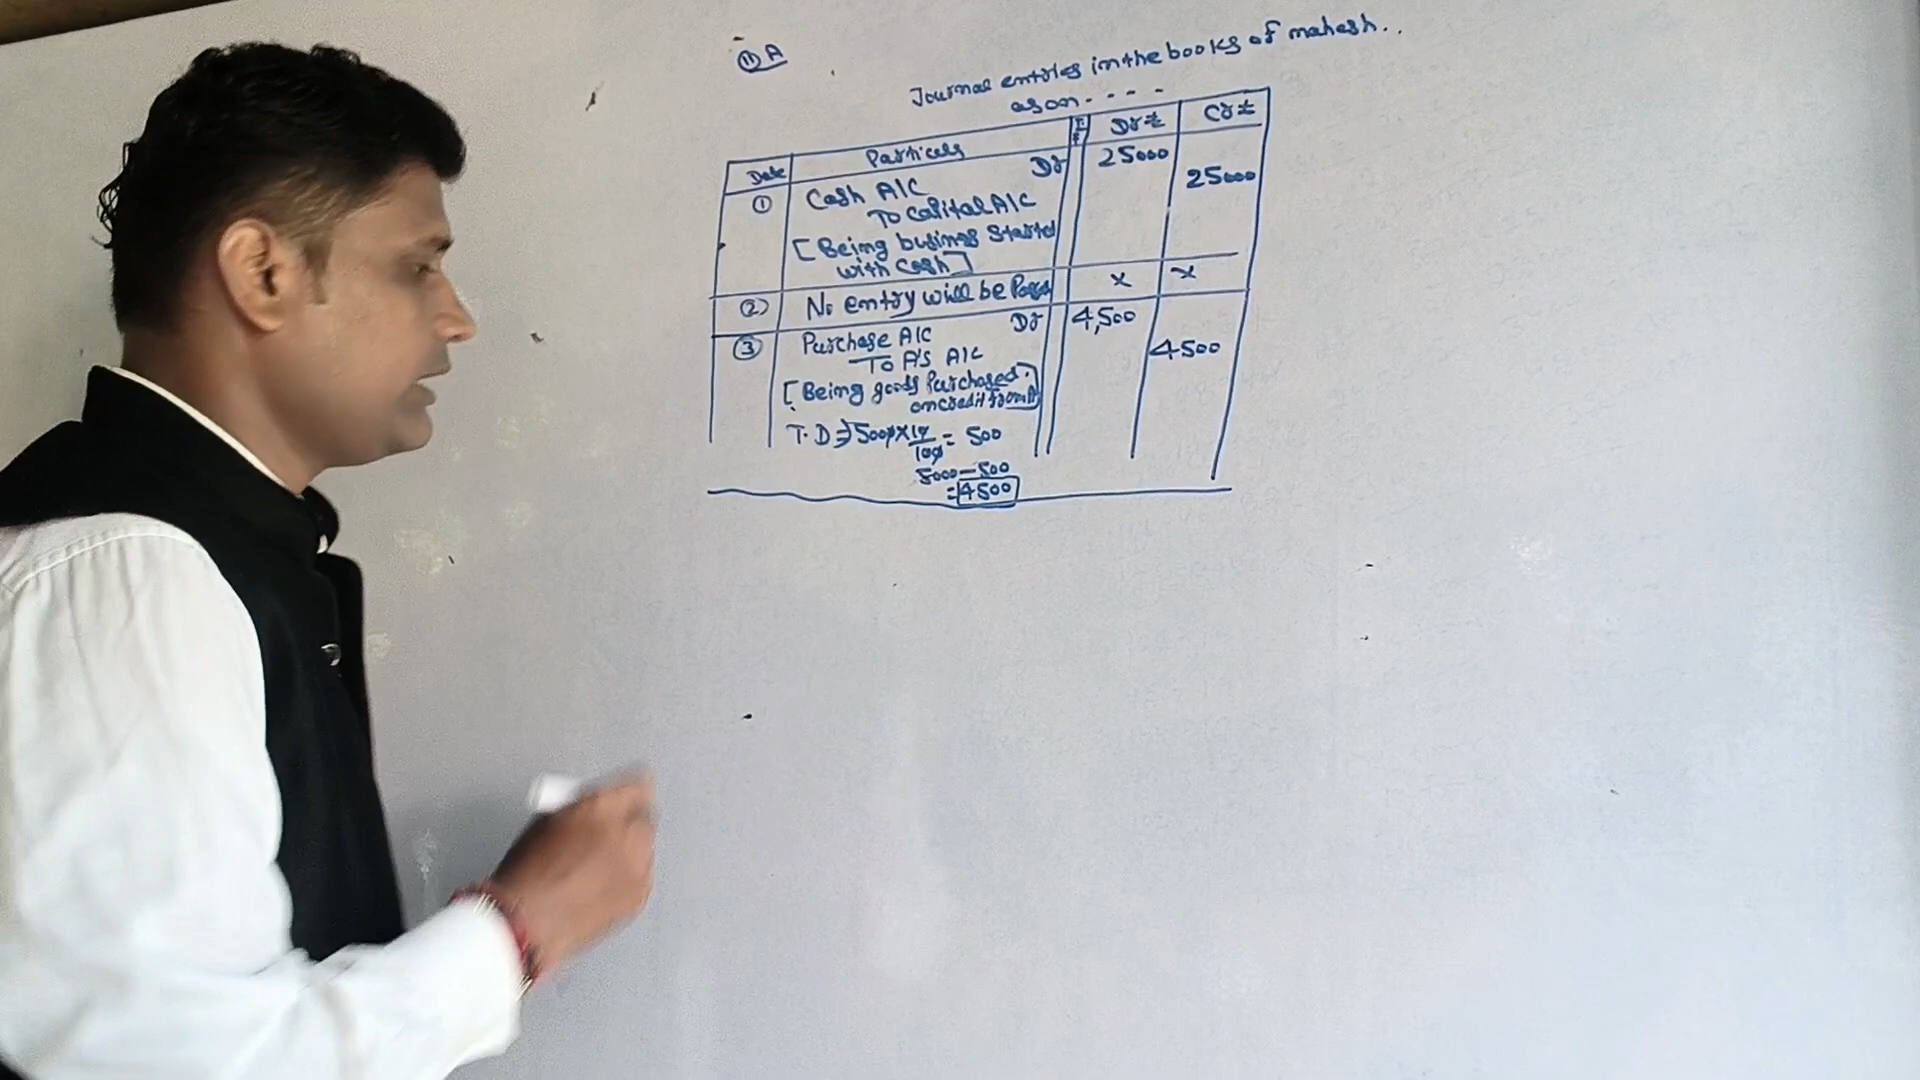 (11) A
Journal entries in the books of mahesh..
as on - - - -
Date Particels L F Dr ₹ Cr ₹
① Cash A/C Dr 25000
To Capital A/C 25000
[Being business started
with cash]
② No entry will be Passed x x
③ Purchase A/C Dr 4,500
To A's A/C 4500
[Being goods Purchased
on credit from A]
T.D ⇒ 5000 × 10/100 = 500
5000 - 500
= 4500